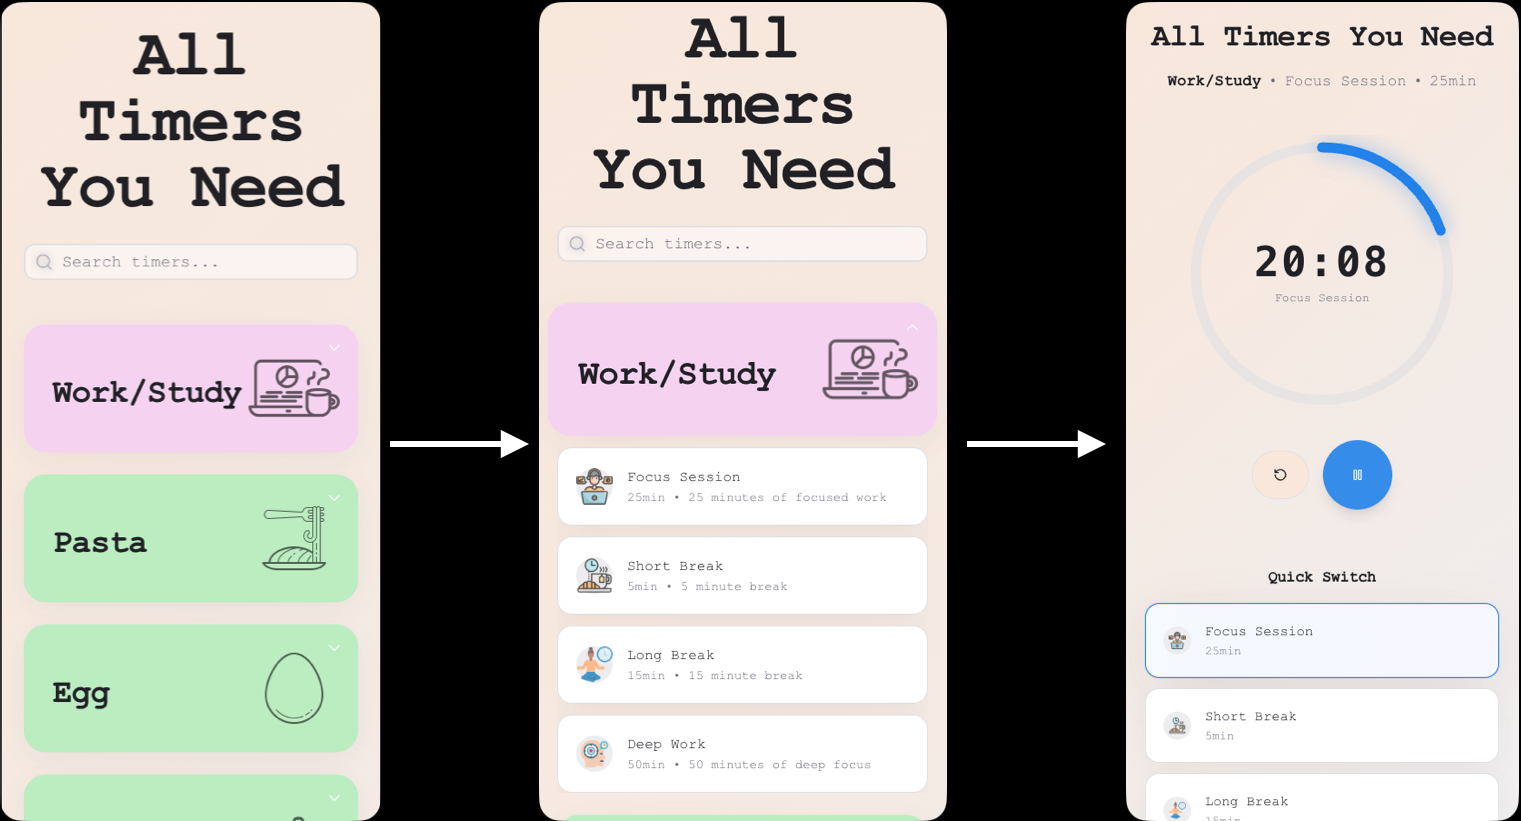 All
Timers
You Need
Search timers...
Work/Study
Pasta
Egg
All
Timers
You Need
Search timers...
Work/Study
Focus Session
25min • 25 minutes of focused work
Short Break
5min • 5 minute break
Long Break
15min • 15 minute break
Deep Work
50min • 50 minutes of deep focus
All Timers You Need
Work/Study • Focus Session • 25min
20:08
Focus Session
Quick Switch
Focus Session
25min
Short Break
5min
Long Break
15min